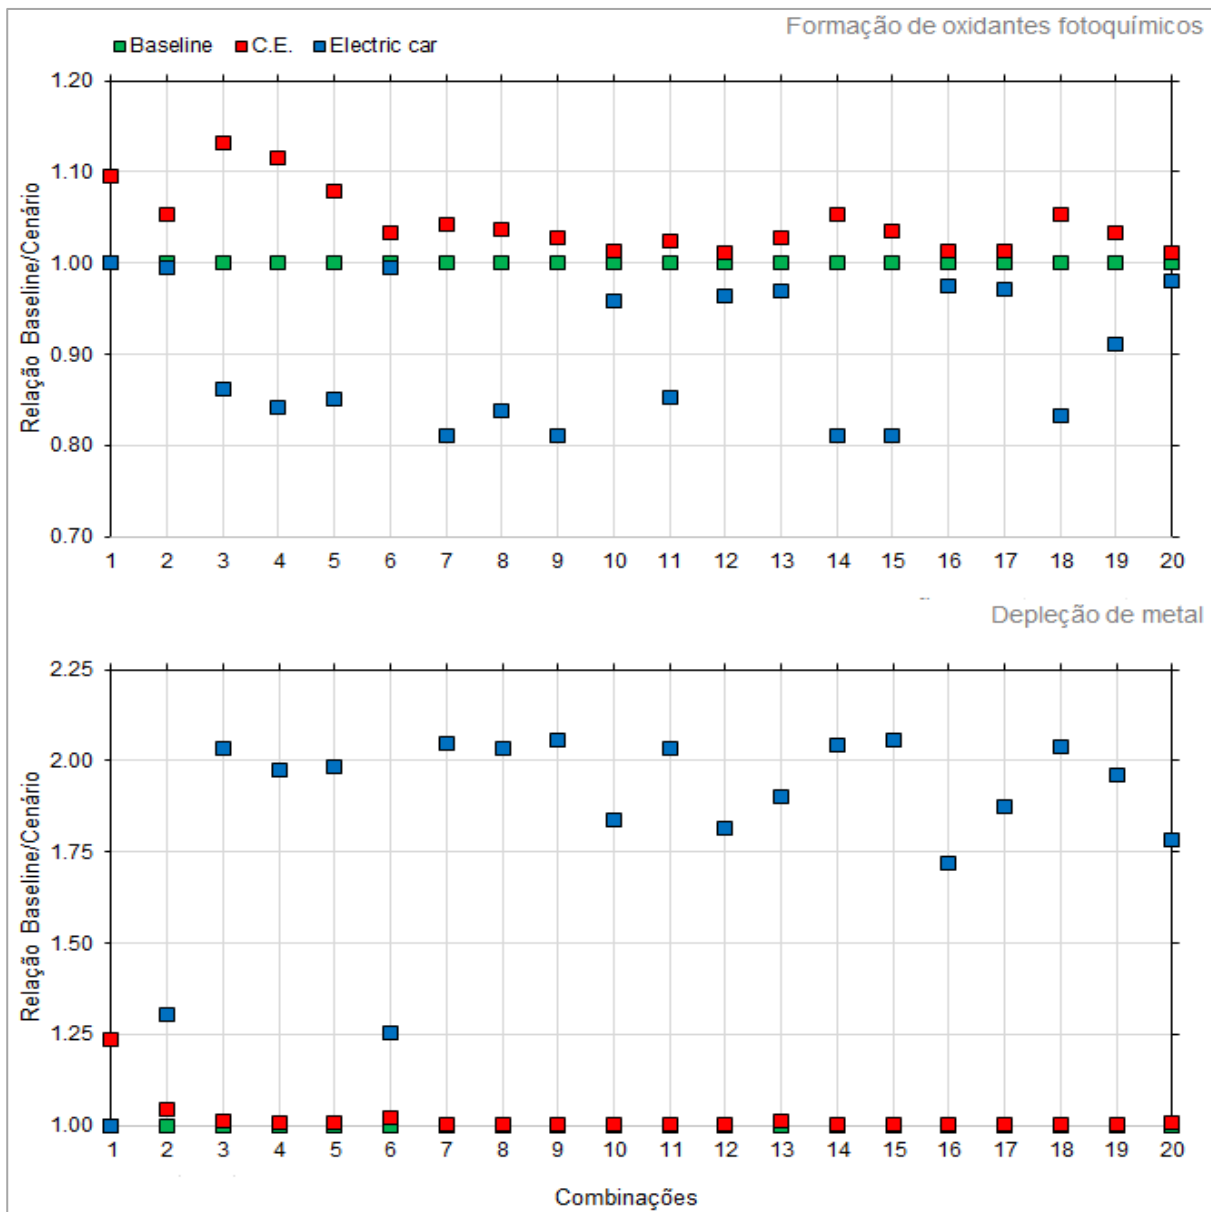 Formação de oxidantes fotoquímicos
Baseline C.E. Electric car
Relação Baseline/Cenário
1.20
1.10
1.00
0.90
0.80
0.70
1 2 3 4 5 6 7 8 9 10 11 12 13 14 15 16 17 18 19 20
Depleção de metal
Relação Baseline/Cenário
2.25
2.00
1.75
1.50
1.25
1.00
1 2 3 4 5 6 7 8 9 10 11 12 13 14 15 16 17 18 19 20
Combinações